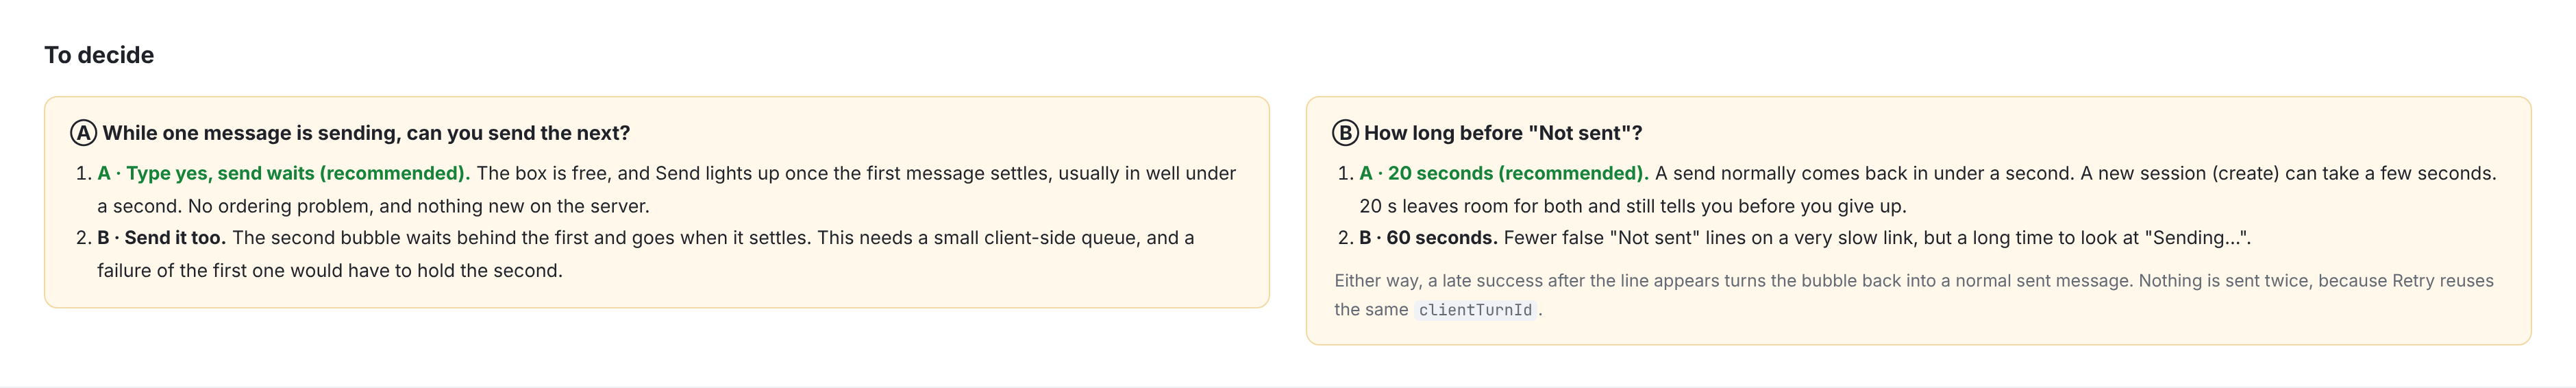 To decide
Ⓐ While one message is sending, can you send the next?
1. A · Type yes, send waits (recommended). The box is free, and Send lights up once the first message settles, usually in well under
a second. No ordering problem, and nothing new on the server.
2. B · Send it too. The second bubble waits behind the first and goes when it settles. This needs a small client-side queue, and a
failure of the first one would have to hold the second.
Ⓑ How long before "Not sent"?
1. A · 20 seconds (recommended). A send normally comes back in under a second. A new session (create) can take a few seconds.
20 s leaves room for both and still tells you before you give up.
2. B · 60 seconds. Fewer false "Not sent" lines on a very slow link, but a long time to look at "Sending…".
Either way, a late success after the line appears turns the bubble back into a normal sent message. Nothing is sent twice, because Retry reuses
the same clientTurnId.